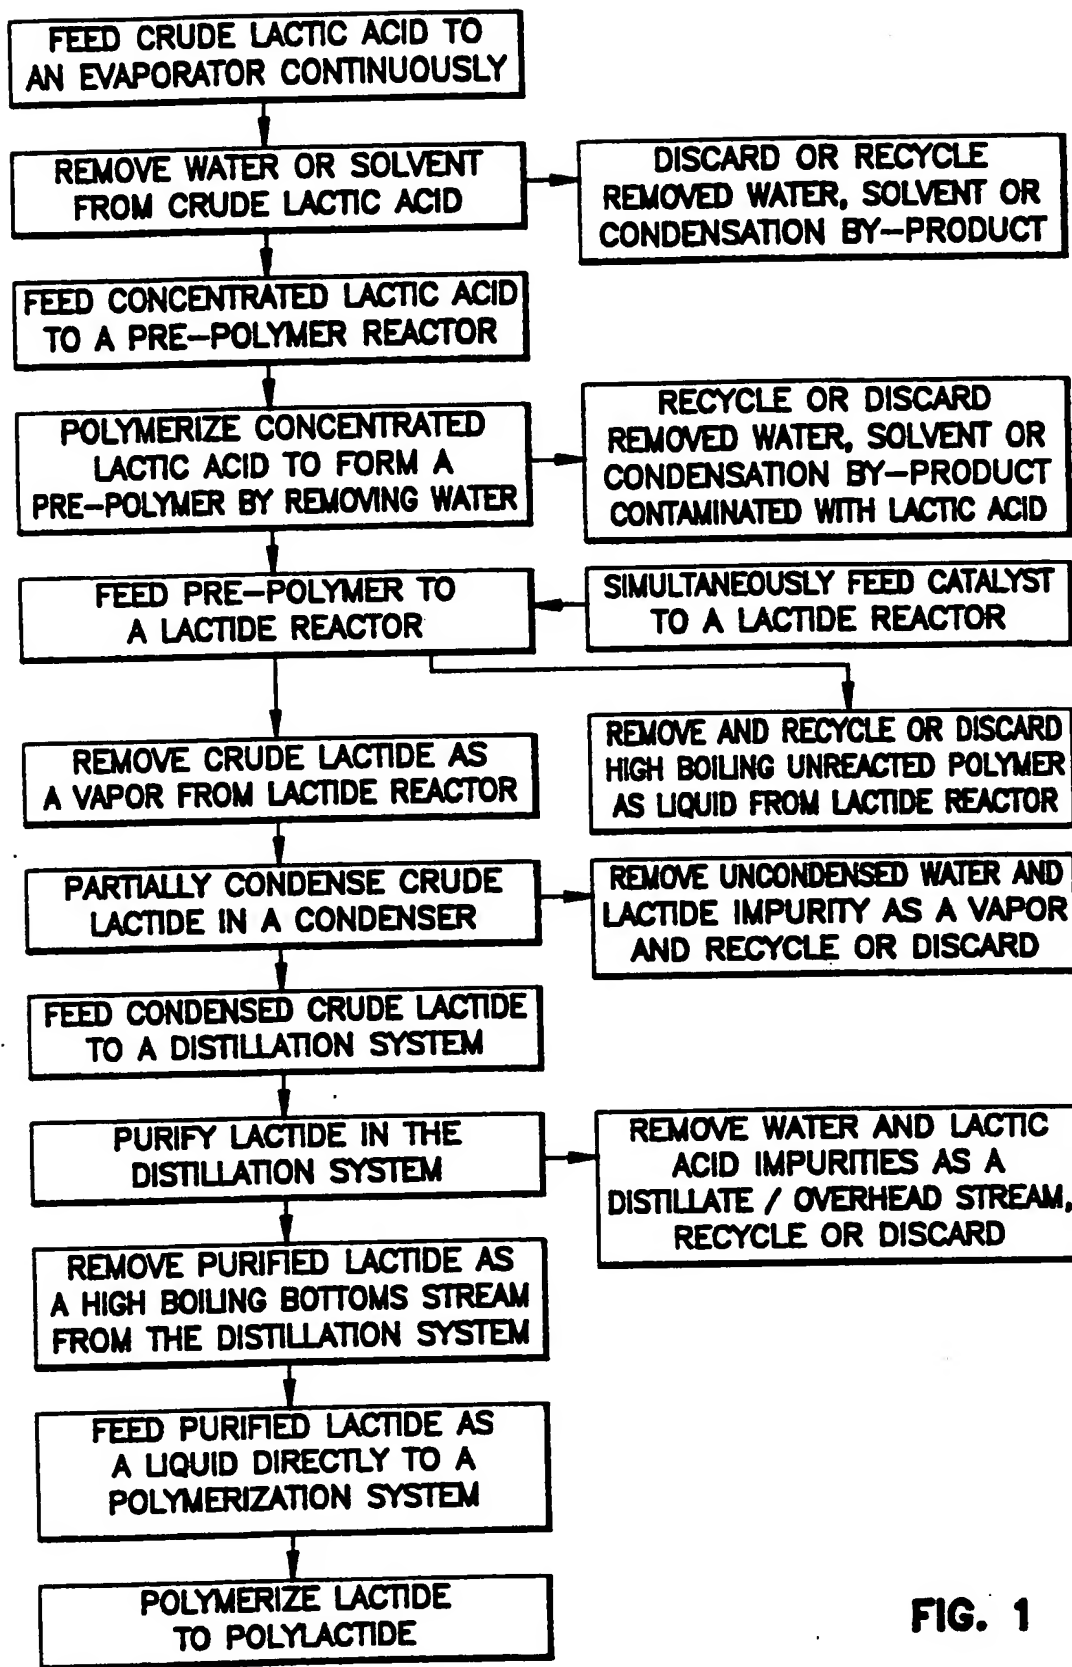 FEED CRUDE LACTIC ACID TO
AN EVAPORATOR CONTINUOUSLY
REMOVE WATER OR SOLVENT
FROM CRUDE LACTIC ACID
DISCARD OR RECYCLE
REMOVED WATER, SOLVENT OR
CONDENSATION BY-PRODUCT
FEED CONCENTRATED LACTIC ACID
TO A PRE-POLYMER REACTOR
POLYMERIZE CONCENTRATED
LACTIC ACID TO FORM A
PRE-POLYMER BY REMOVING WATER
RECYCLE OR DISCARD
REMOVED WATER, SOLVENT OR
CONDENSATION BY-PRODUCT
CONTAMINATED WITH LACTIC ACID
FEED PRE-POLYMER TO
A LACTIDE REACTOR
SIMULTANEOUSLY FEED CATALYST
TO A LACTIDE REACTOR
REMOVE CRUDE LACTIDE AS
A VAPOR FROM LACTIDE REACTOR
REMOVE AND RECYCLE OR DISCARD
HIGH BOILING UNREACTED POLYMER
AS LIQUID FROM LACTIDE REACTOR
PARTIALLY CONDENSE CRUDE
LACTIDE IN A CONDENSER
REMOVE UNCONDENSED WATER AND
LACTIDE IMPURITY AS A VAPOR
AND RECYCLE OR DISCARD
FEED CONDENSED CRUDE LACTIDE
TO A DISTILLATION SYSTEM
PURIFY LACTIDE IN THE
DISTILLATION SYSTEM
REMOVE WATER AND LACTIC
ACID IMPURITIES AS A
DISTILLATE / OVERHEAD STREAM,
RECYCLE OR DISCARD
REMOVE PURIFIED LACTIDE AS
A HIGH BOILING BOTTOMS STREAM
FROM THE DISTILLATION SYSTEM
FEED PURIFIED LACTIDE AS
A LIQUID DIRECTLY TO A
POLYMERIZATION SYSTEM
POLYMERIZE LACTIDE
TO POLYLACTIDE
FIG. 1